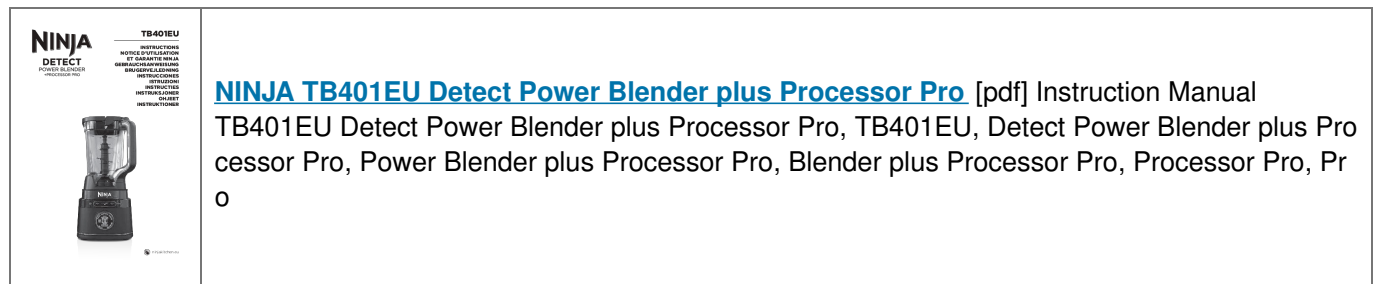 NINJA
DETECT
POWER BLENDER
+PROCESSOR PRO
TB401EU
INSTRUCTIONS
NOTICE D'UTILISATION
ET GARANTIE NINJA
GEBRAUCHSANWEISUNG
BRUGERVEJLEDNING
INSTRUCCIONES
ISTRUZIONI
INSTRUCTIES
INSTRUKSJONER
OHJEET
INSTRUKTIONER
NINJA
NINJA TB401EU Detect Power Blender plus Processor Pro [pdf] Instruction Manual
TB401EU Detect Power Blender plus Processor Pro, TB401EU, Detect Power Blender plus Pro
cessor Pro, Power Blender plus Processor Pro, Blender plus Processor Pro, Processor Pro, Pr
o